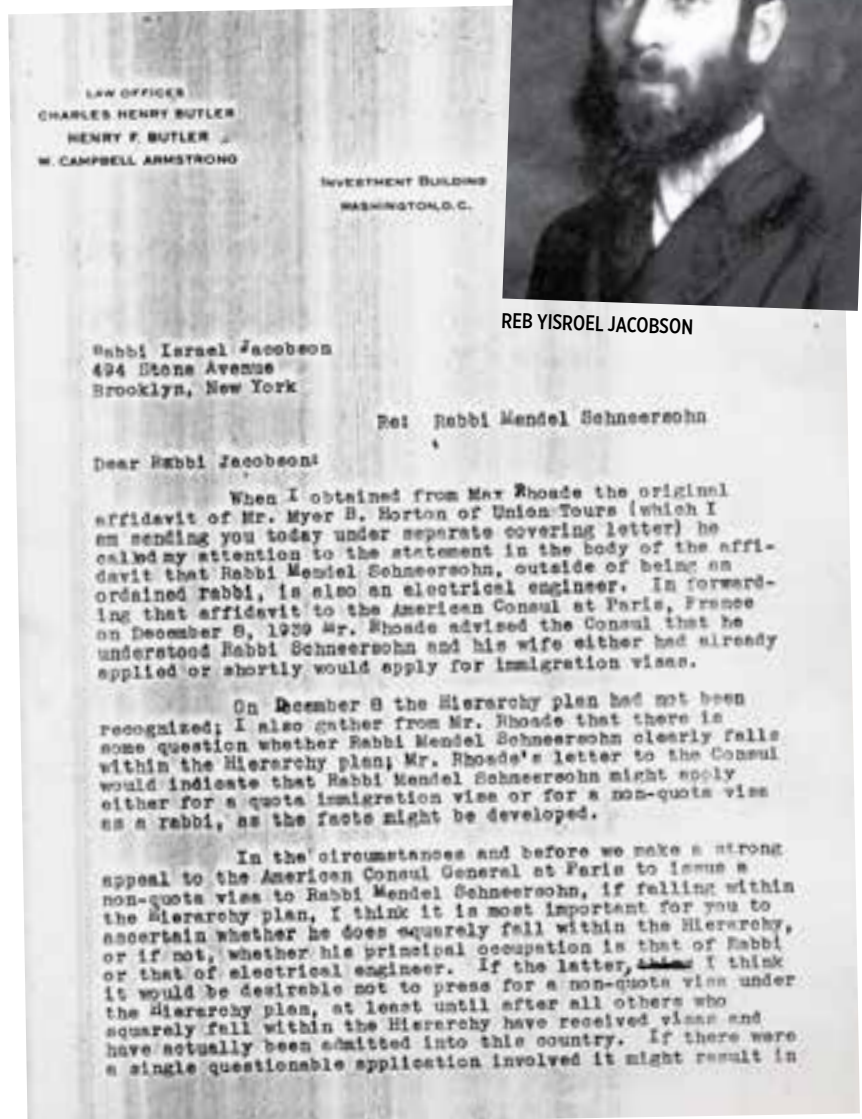 LAW OFFICES
CHARLES HENRY BUTLER
HENRY F. BUTLER
W. CAMPBELL ARMSTRONG
INVESTMENT BUILDING
WASHINGTON, D.C.
REB YISROEL JACOBSON
Rabbi Israel Jacobson
494 Stone Avenue
Brooklyn, New York
Re: Rabbi Mendel Schneersohn
Dear Rabbi Jacobson:
When I obtained from Max Rhoade the original
affidavit of Mr. Myer B. Horton of Union Tours (which I
am sending you today under separate covering letter) he
called my attention to the statement in the body of the affi-
davit that Rabbi Mendel Schneersohn, outside of being an
ordained rabbi, is also an electrical engineer. In forward-
ing that affidavit to the American Consul at Paris, France
on December 8, 1939 Mr. Rhoade advised the Consul that he
understood Rabbi Schneersohn and his wife either had already
applied or shortly would apply for immigration visas.
On December 8 the Hierarchy plan had not been
recognized; I also gather from Mr. Rhoade that there is
some question whether Rabbi Mendel Schneersohn clearly falls
within the Hierarchy plan; Mr. Rhoade's letter to the Consul
would indicate that Rabbi Mendel Schneersohn might apply
either for a quota immigration visa or for a non-quota visa
as a rabbi, as the facts might be developed.
In the circumstances and before we make a strong
appeal to the American Consul General at Paris to issue a
non-quota visa to Rabbi Mendel Schneersohn, if falling within
the Hierarchy plan, I think it is most important for you to
ascertain whether he does squarely fall within the Hierarchy,
or if not, whether his principal occupation is that of Rabbi
or that of electrical engineer. If the latter, I think
it would be desirable not to press for a non-quota visa under
the Hierarchy plan, at least until after all others who
squarely fall within the Hierarchy have received visas and
have actually been admitted into this country. If there were
a single questionable application involved it might result in